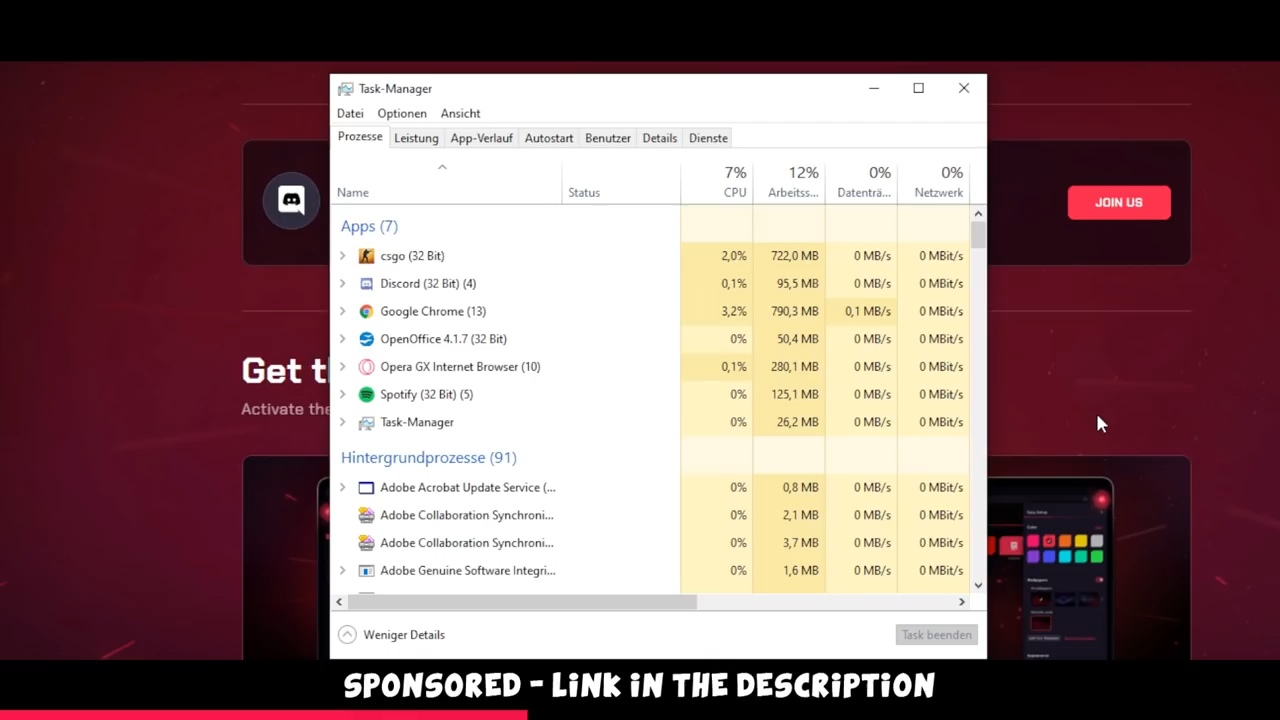 Task-Manager
Datei Optionen Ansicht
Prozesse Leistung App-Verlauf Autostart Benutzer Details Dienste
7% 12% 0% 0%
Name Status CPU Arbeitss... Datenträ... Netzwerk
Apps (7)
csgo (32 Bit) 2,0% 722,0 MB 0 MB/s 0 MBit/s
Discord (32 Bit) (4) 0,1% 95,5 MB 0 MB/s 0 MBit/s
Google Chrome (13) 3,2% 790,3 MB 0,1 MB/s 0 MBit/s
OpenOffice 4.1.7 (32 Bit) 0% 50,4 MB 0 MB/s 0 MBit/s
Opera GX Internet Browser (10) 0,1% 280,1 MB 0 MB/s 0 MBit/s
Spotify (32 Bit) (5) 0% 125,1 MB 0 MB/s 0 MBit/s
Task-Manager 0% 26,2 MB 0 MB/s 0 MBit/s
Hintergrundprozesse (91)
Adobe Acrobat Update Service (... 0% 0,8 MB 0 MB/s 0 MBit/s
Adobe Collaboration Synchroni... 0% 2,1 MB 0 MB/s 0 MBit/s
Adobe Collaboration Synchroni... 0% 3,7 MB 0 MB/s 0 MBit/s
Adobe Genuine Software Integri... 0% 1,6 MB 0 MB/s 0 MBit/s
Weniger Details Task beenden
JOIN US
Get
Activate
SPONSORED - LINK IN THE DESCRIPTION